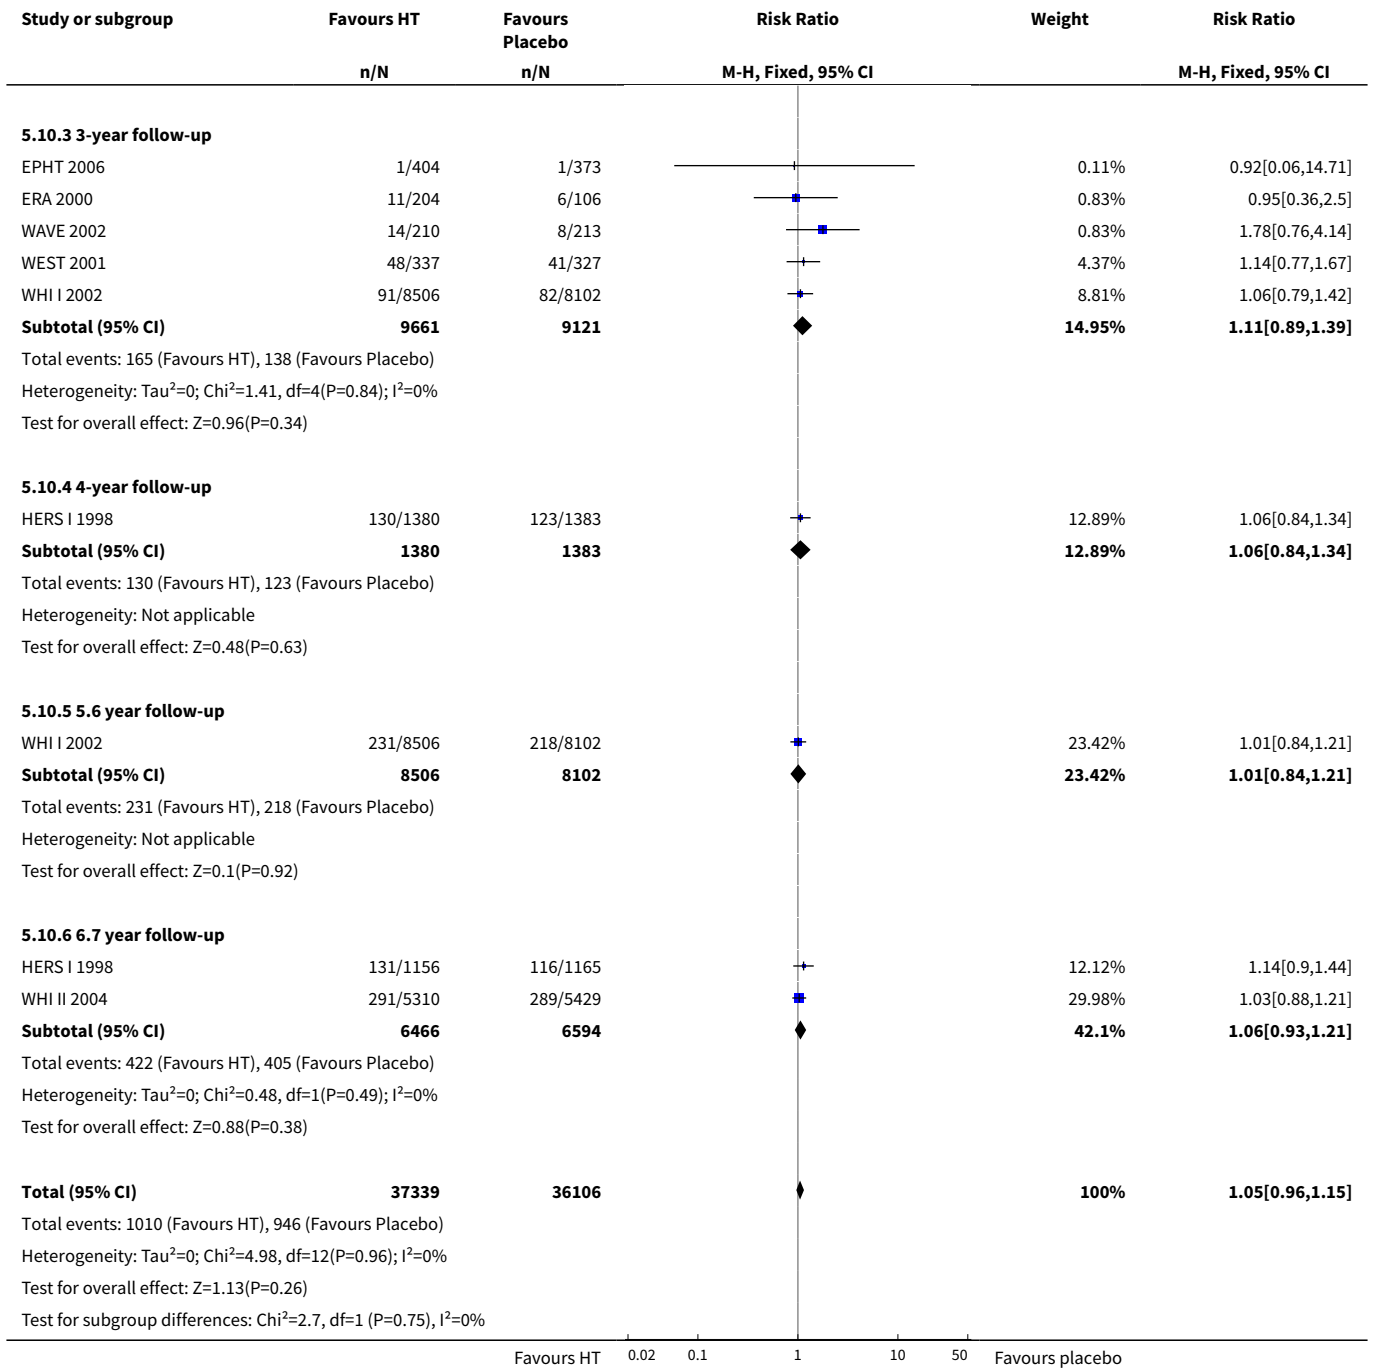 Study or subgroup Favours HT Favours Placebo Risk Ratio Weight Risk Ratio
n/N n/N M-H, Fixed, 95% CI M-H, Fixed, 95% CI
5.10.3 3-year follow-up
EPHT 2006 1/404 1/373 0.11% 0.92[0.06,14.71]
ERA 2000 11/204 6/106 0.83% 0.95[0.36,2.5]
WAVE 2002 14/210 8/213 0.83% 1.78[0.76,4.14]
WEST 2001 48/337 41/327 4.37% 1.14[0.77,1.67]
WHI I 2002 91/8506 82/8102 8.81% 1.06[0.79,1.42]
Subtotal (95% CI) 9661 9121 14.95% 1.11[0.89,1.39]
Total events: 165 (Favours HT), 138 (Favours Placebo)
Heterogeneity: Tau²=0; Chi²=1.41, df=4(P=0.84); I²=0%
Test for overall effect: Z=0.96(P=0.34)
5.10.4 4-year follow-up
HERS I 1998 130/1380 123/1383 12.89% 1.06[0.84,1.34]
Subtotal (95% CI) 1380 1383 12.89% 1.06[0.84,1.34]
Total events: 130 (Favours HT), 123 (Favours Placebo)
Heterogeneity: Not applicable
Test for overall effect: Z=0.48(P=0.63)
5.10.5 5.6 year follow-up
WHI I 2002 231/8506 218/8102 23.42% 1.01[0.84,1.21]
Subtotal (95% CI) 8506 8102 23.42% 1.01[0.84,1.21]
Total events: 231 (Favours HT), 218 (Favours Placebo)
Heterogeneity: Not applicable
Test for overall effect: Z=0.1(P=0.92)
5.10.6 6.7 year follow-up
HERS I 1998 131/1156 116/1165 12.12% 1.14[0.9,1.44]
WHI II 2004 291/5310 289/5429 29.98% 1.03[0.88,1.21]
Subtotal (95% CI) 6466 6594 42.1% 1.06[0.93,1.21]
Total events: 422 (Favours HT), 405 (Favours Placebo)
Heterogeneity: Tau²=0; Chi²=0.48, df=1(P=0.49); I²=0%
Test for overall effect: Z=0.88(P=0.38)
Total (95% CI) 37339 36106 100% 1.05[0.96,1.15]
Total events: 1010 (Favours HT), 946 (Favours Placebo)
Heterogeneity: Tau²=0; Chi²=4.98, df=12(P=0.96); I²=0%
Test for overall effect: Z=1.13(P=0.26)
Test for subgroup differences: Chi²=2.7, df=1 (P=0.75), I²=0%
Favours HT 0.02 0.1 1 10 50 Favours placebo